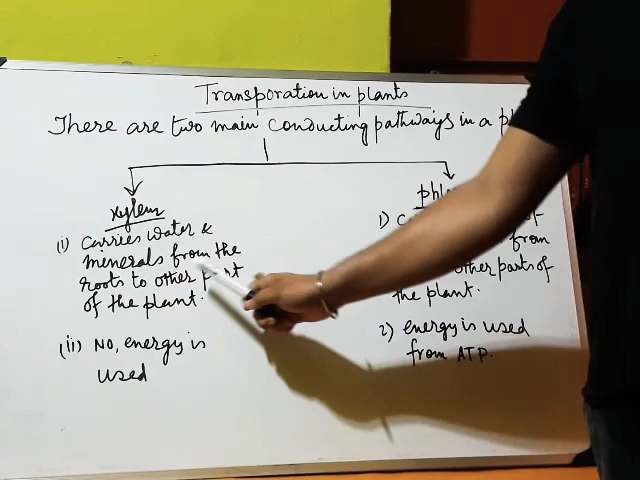 Transporation in plants
There are two main conducting pathways in a
xylem
(i) Carries water &
minerals from the
roots to other part
of the plant.
(ii) No, energy is
used
1)
of
from
other parts of
the plant.
2) energy is used
from ATP.